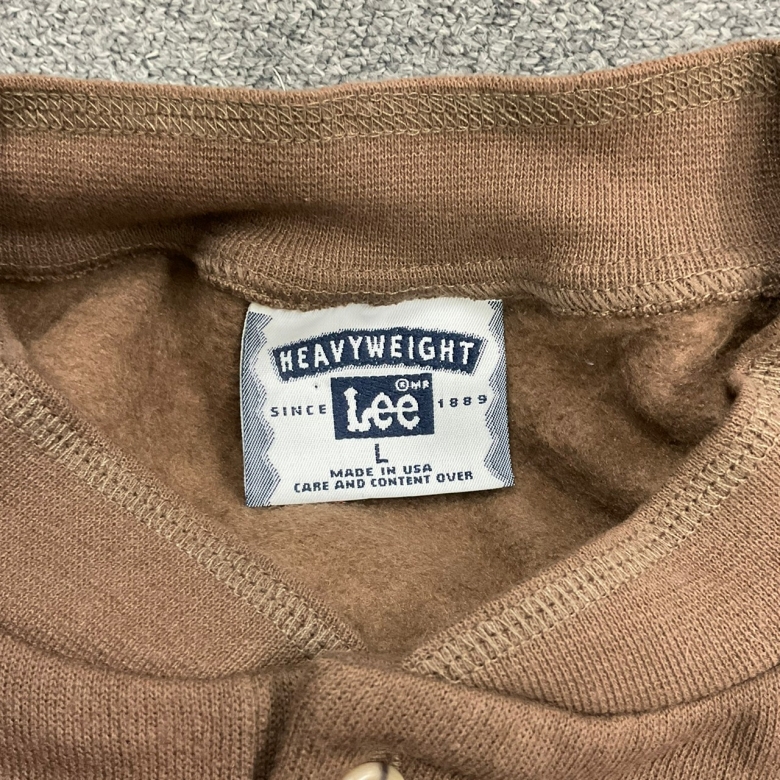 HEAVYWEIGHT
® MR
SINCE Lee 1889
L
MADE IN USA
CARE AND CONTENT OVER